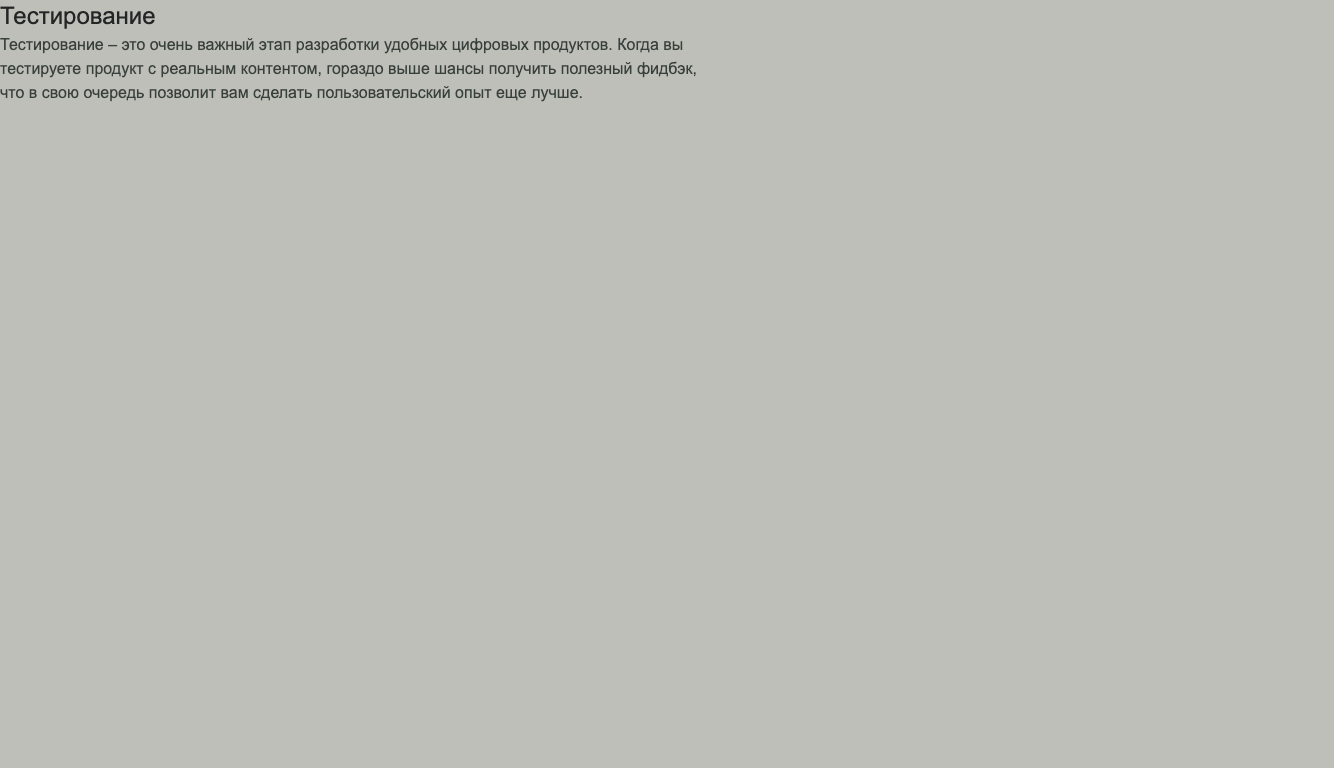 Тестирование
Тестирование – это очень важный этап разработки удобных цифровых продуктов. Когда вы
тестируете продукт с реальным контентом, гораздо выше шансы получить полезный фидбэк,
что в свою очередь позволит вам сделать пользовательский опыт еще лучше.